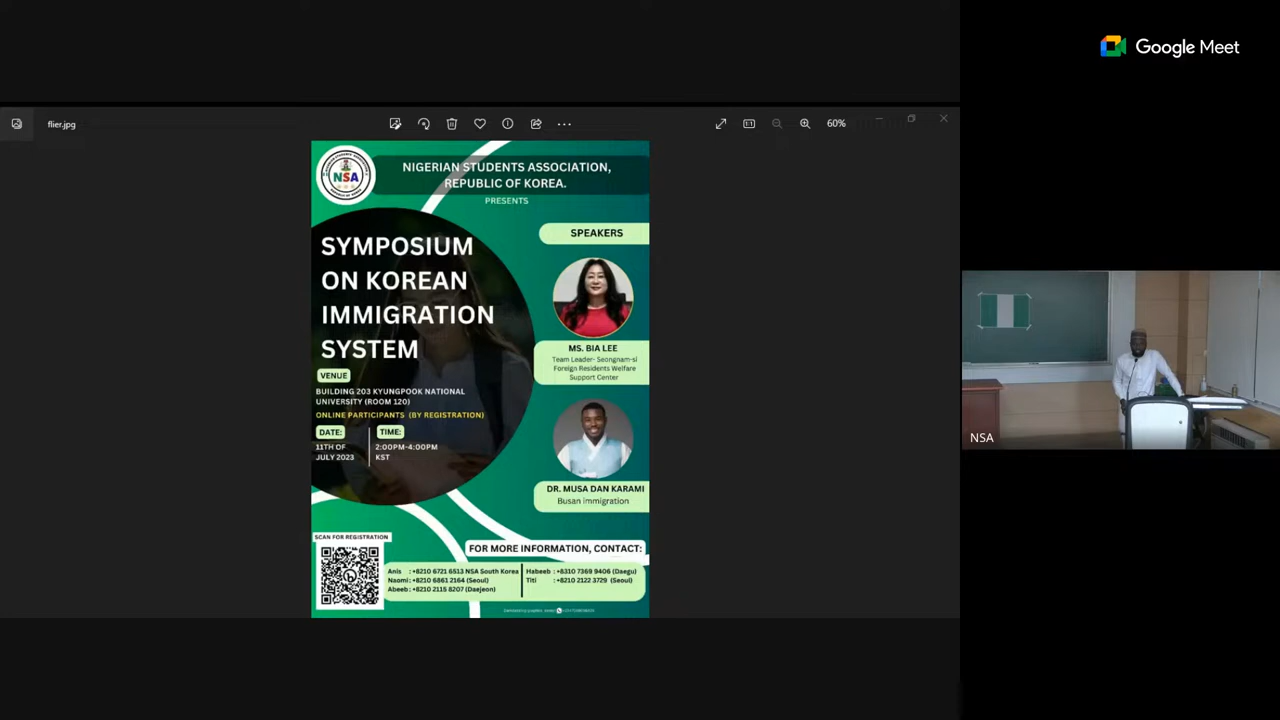 Google Meet
flier.jpg
60%
NSA
NIGERIAN STUDENTS ASSOCIATION,
REPUBLIC OF KOREA.
PRESENTS
SPEAKERS
SYMPOSIUM
ON KOREAN
IMMIGRATION
SYSTEM
MS. BIA LEE
Team Leader- Seongnam-si
Foreign Residents Welfare
Support Center
VENUE
BUILDING 203 KYUNGPOOK NATIONAL
UNIVERSITY (ROOM 120)
ONLINE PARTICIPANTS (BY REGISTRATION)
DATE:
11TH OF
JULY 2023
TIME:
2:00PM-4:00PM
KST
DR. MUSA DAN KARAMI
Busan immigration
SCAN FOR REGISTRATION
FOR MORE INFORMATION, CONTACT:
Anis : +8210 6721 6513 NSA South Korea
Naomi: +8210 6861 2164 (Seoul)
Abeeb: +8210 2115 8207 (Daejeon)
Habeeb : +8310 7369 9406 (Daegu)
Titi : +8210 2122 3729 (Seoul)
NSA